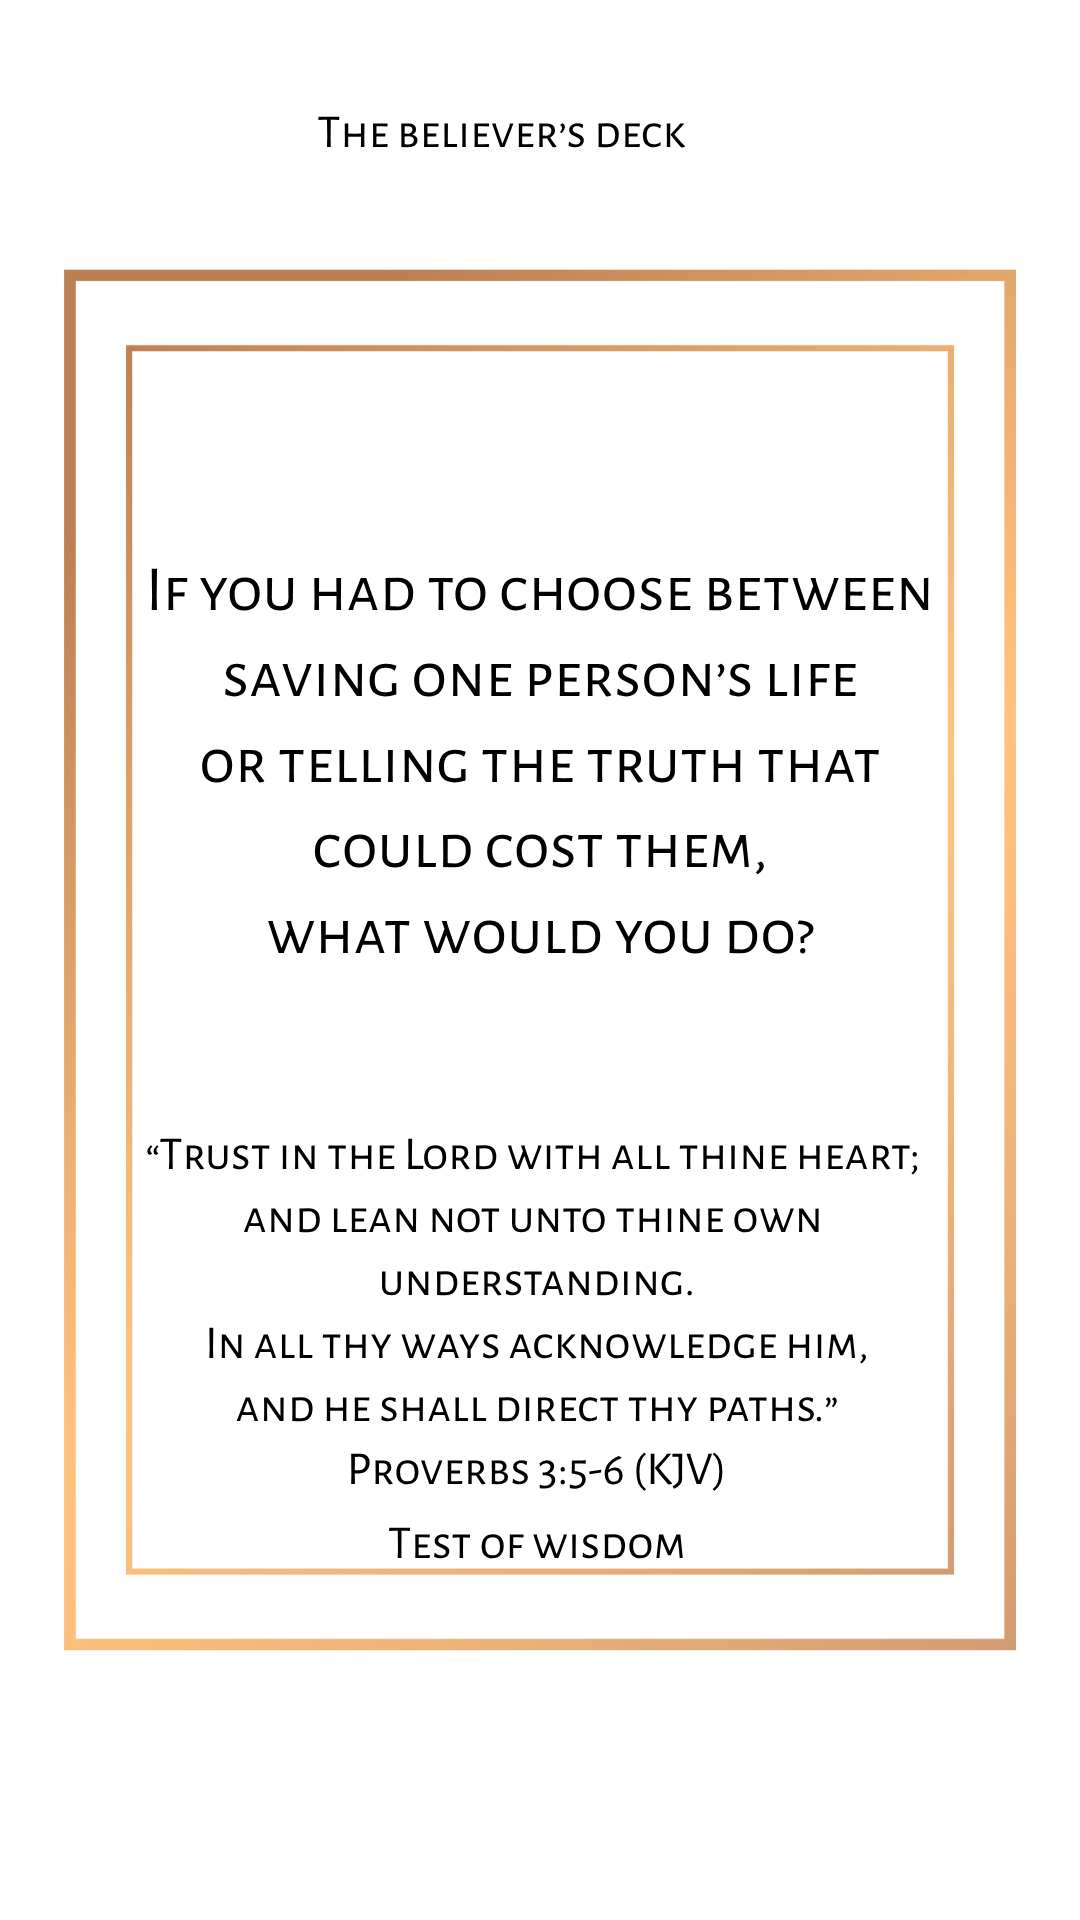 The believer’s deck
If you had to choose between
saving one person’s life
or telling the truth that
could cost them,
what would you do?
“Trust in the Lord with all thine heart;
and lean not unto thine own
understanding.
In all thy ways acknowledge him,
and he shall direct thy paths.”
Proverbs 3:5-6 (KJV)
Test of wisdom